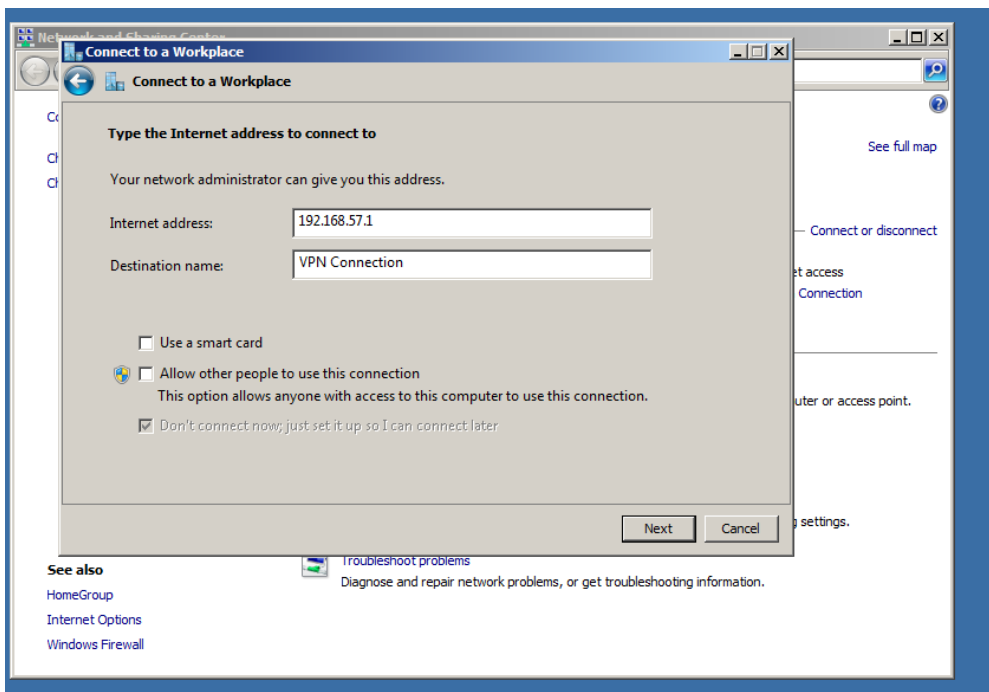 Network and Sharing Center
Connect to a Workplace
Connect to a Workplace
See full map
Type the Internet address to connect to
Your network administrator can give you this address.
Internet address:
192.168.57.1
Connect or disconnect
Destination name:
VPN Connection
access
Connection
Use a smart card
Allow other people to use this connection
This option allows anyone with access to this computer to use this connection.
or access point.
Don't connect now; just set it up so I can connect later
Next
Cancel
settings.
Troubleshoot problems
Diagnose and repair network problems, or get troubleshooting information.
See also
HomeGroup
Internet Options
Windows Firewall